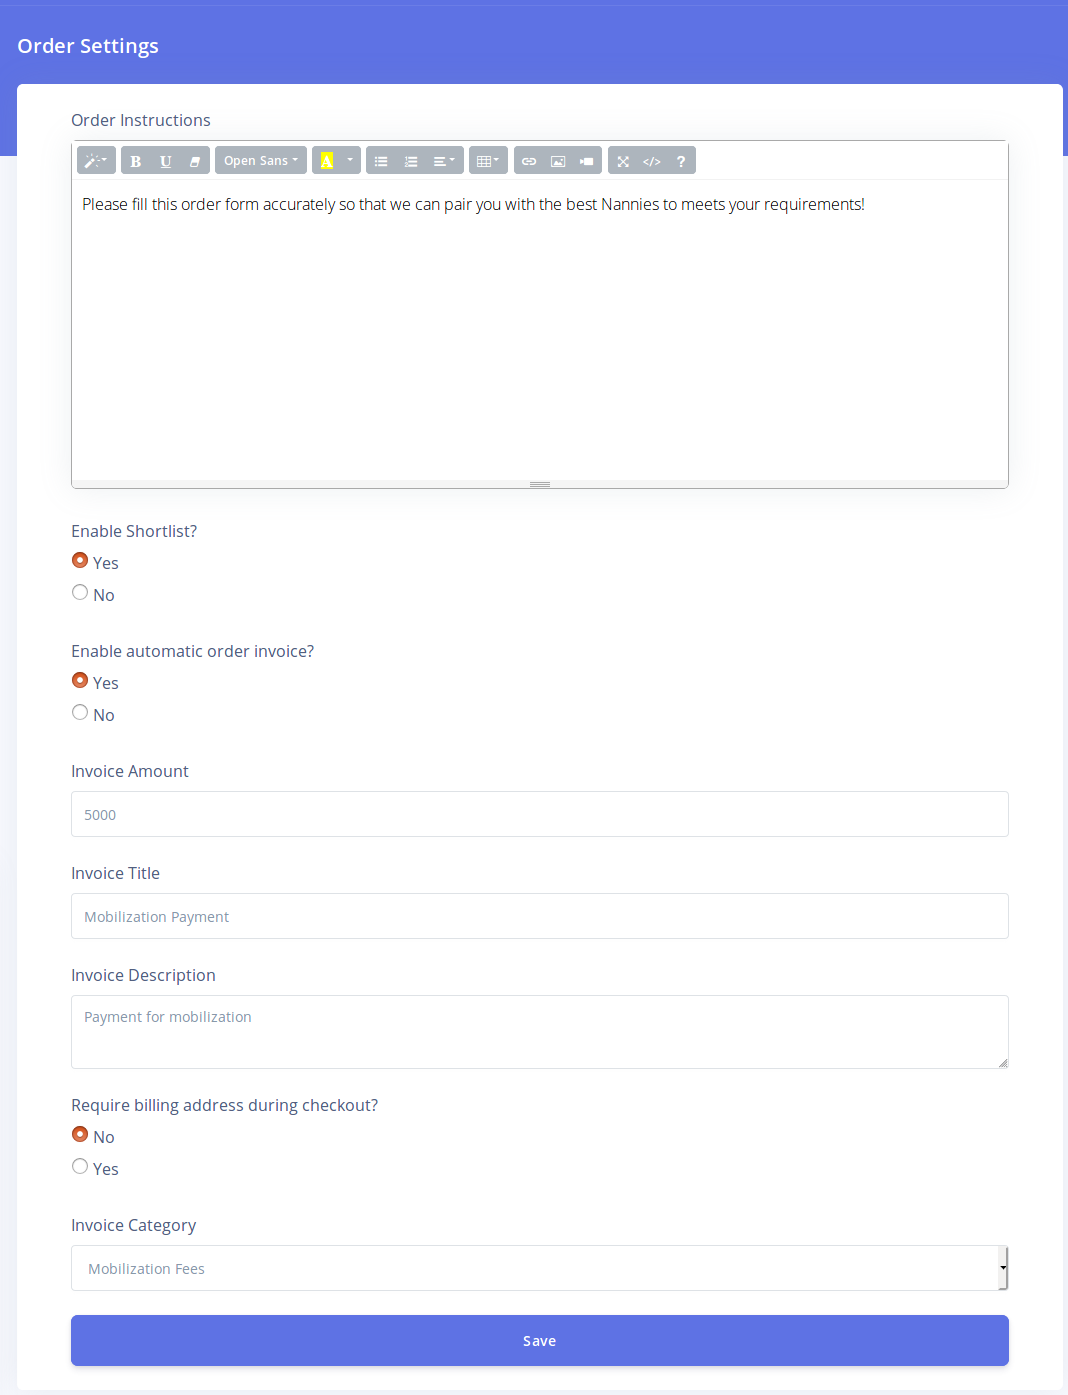 Order Settings
Order Instructions
B U Open Sans A </> ?
Please fill this order form accurately so that we can pair you with the best Nannies to meets your requirements!
Enable Shortlist?
Yes
No
Enable automatic order invoice?
Yes
No
Invoice Amount
5000
Invoice Title
Mobilization Payment
Invoice Description
Payment for mobilization
Require billing address during checkout?
No
Yes
Invoice Category
Mobilization Fees
Save